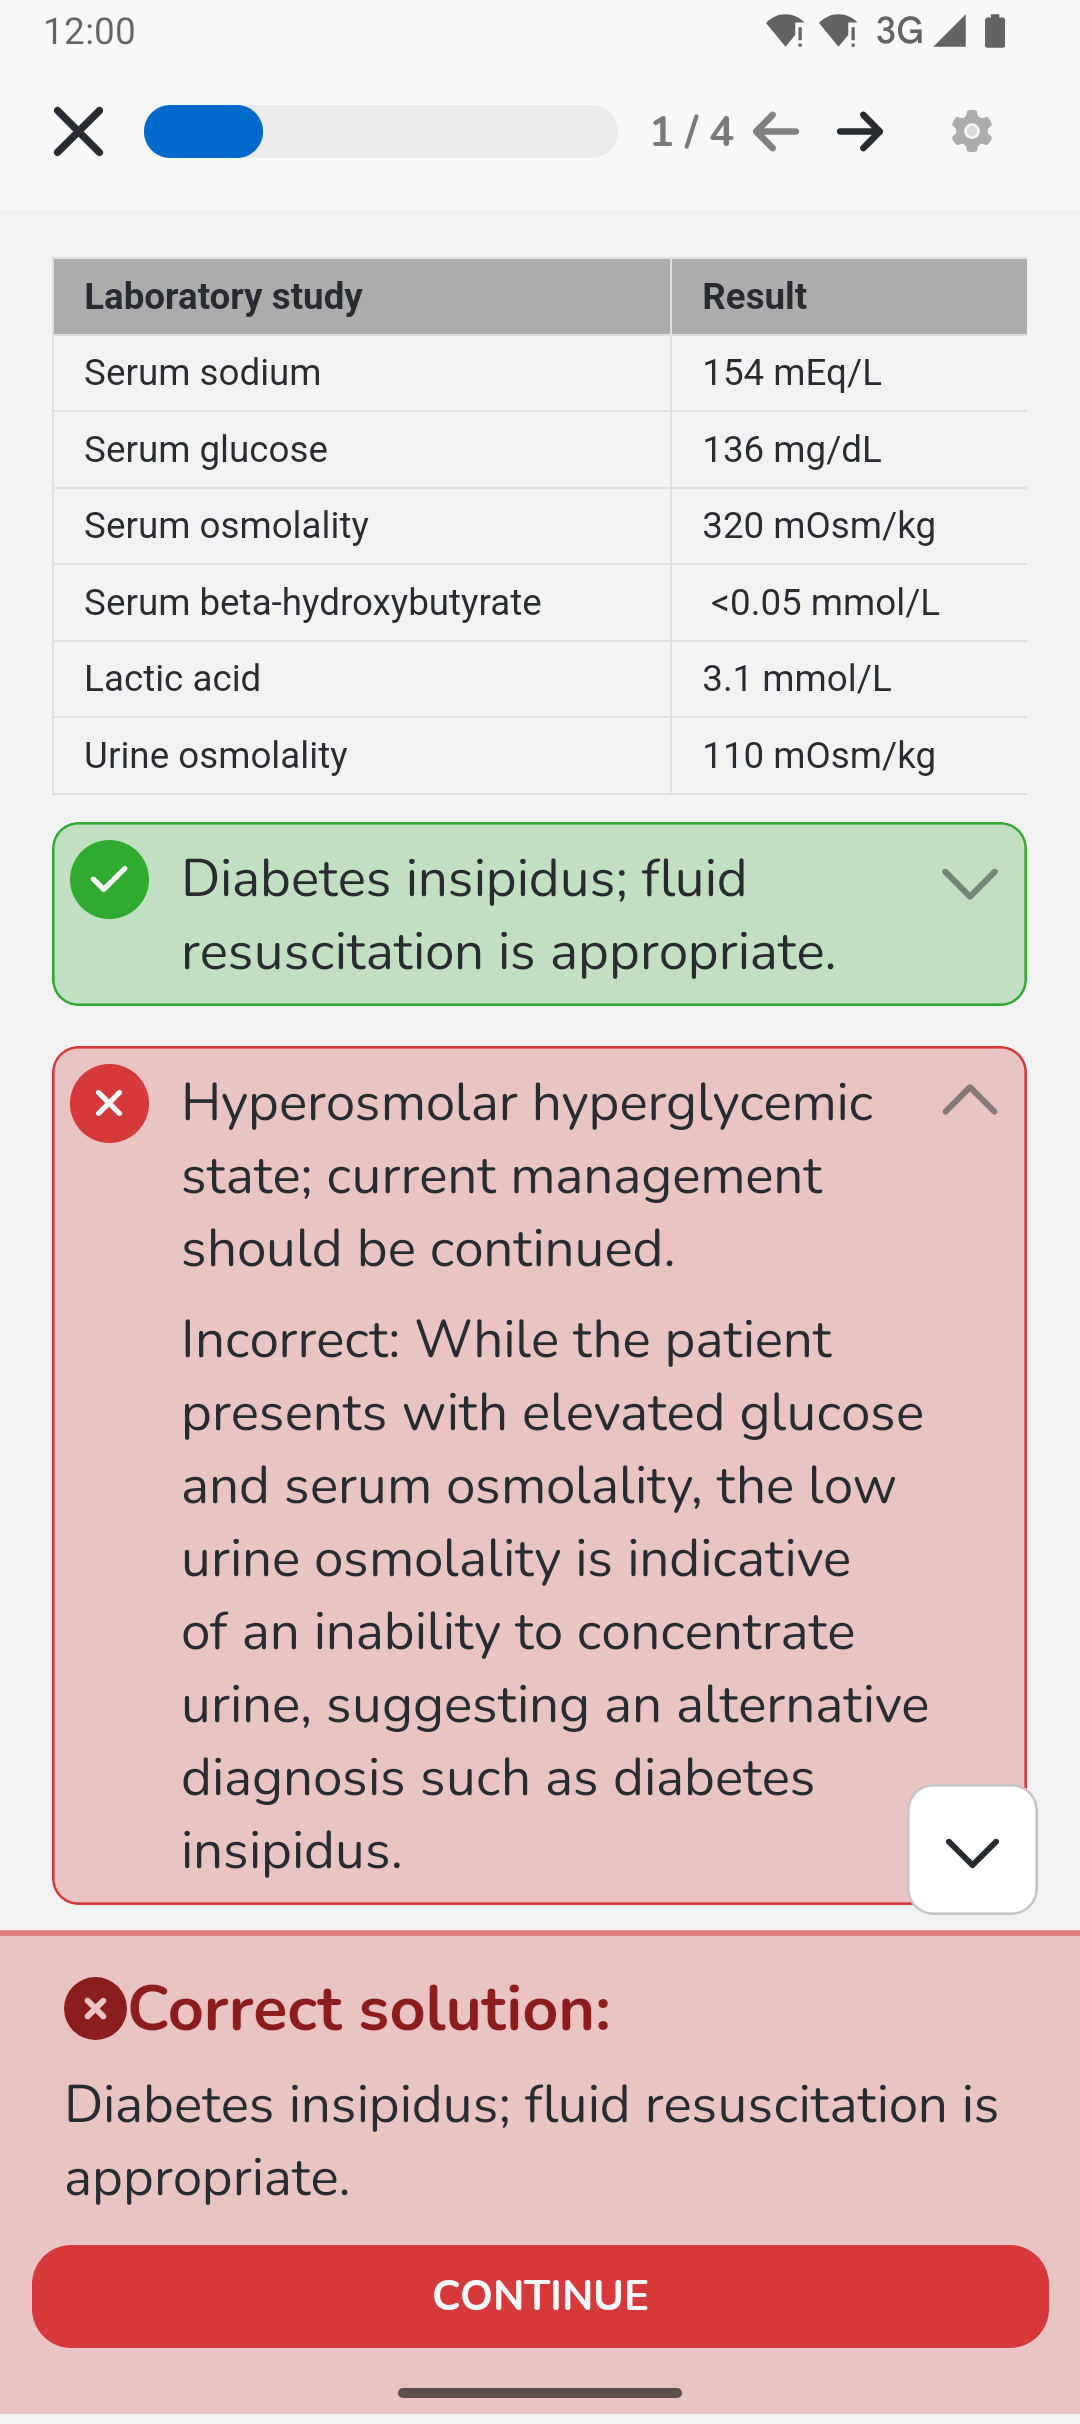 12:00
3G
1 / 4
Laboratory study Result
Serum sodium 154 mEq/L
Serum glucose 136 mg/dL
Serum osmolality 320 mOsm/kg
Serum beta-hydroxybutyrate <0.05 mmol/L
Lactic acid 3.1 mmol/L
Urine osmolality 110 mOsm/kg
Diabetes insipidus; fluid
resuscitation is appropriate.
Hyperosmolar hyperglycemic
state; current management
should be continued.
Incorrect: While the patient
presents with elevated glucose
and serum osmolality, the low
urine osmolality is indicative
of an inability to concentrate
urine, suggesting an alternative
diagnosis such as diabetes
insipidus.
Correct solution:
Diabetes insipidus; fluid resuscitation is
appropriate.
CONTINUE